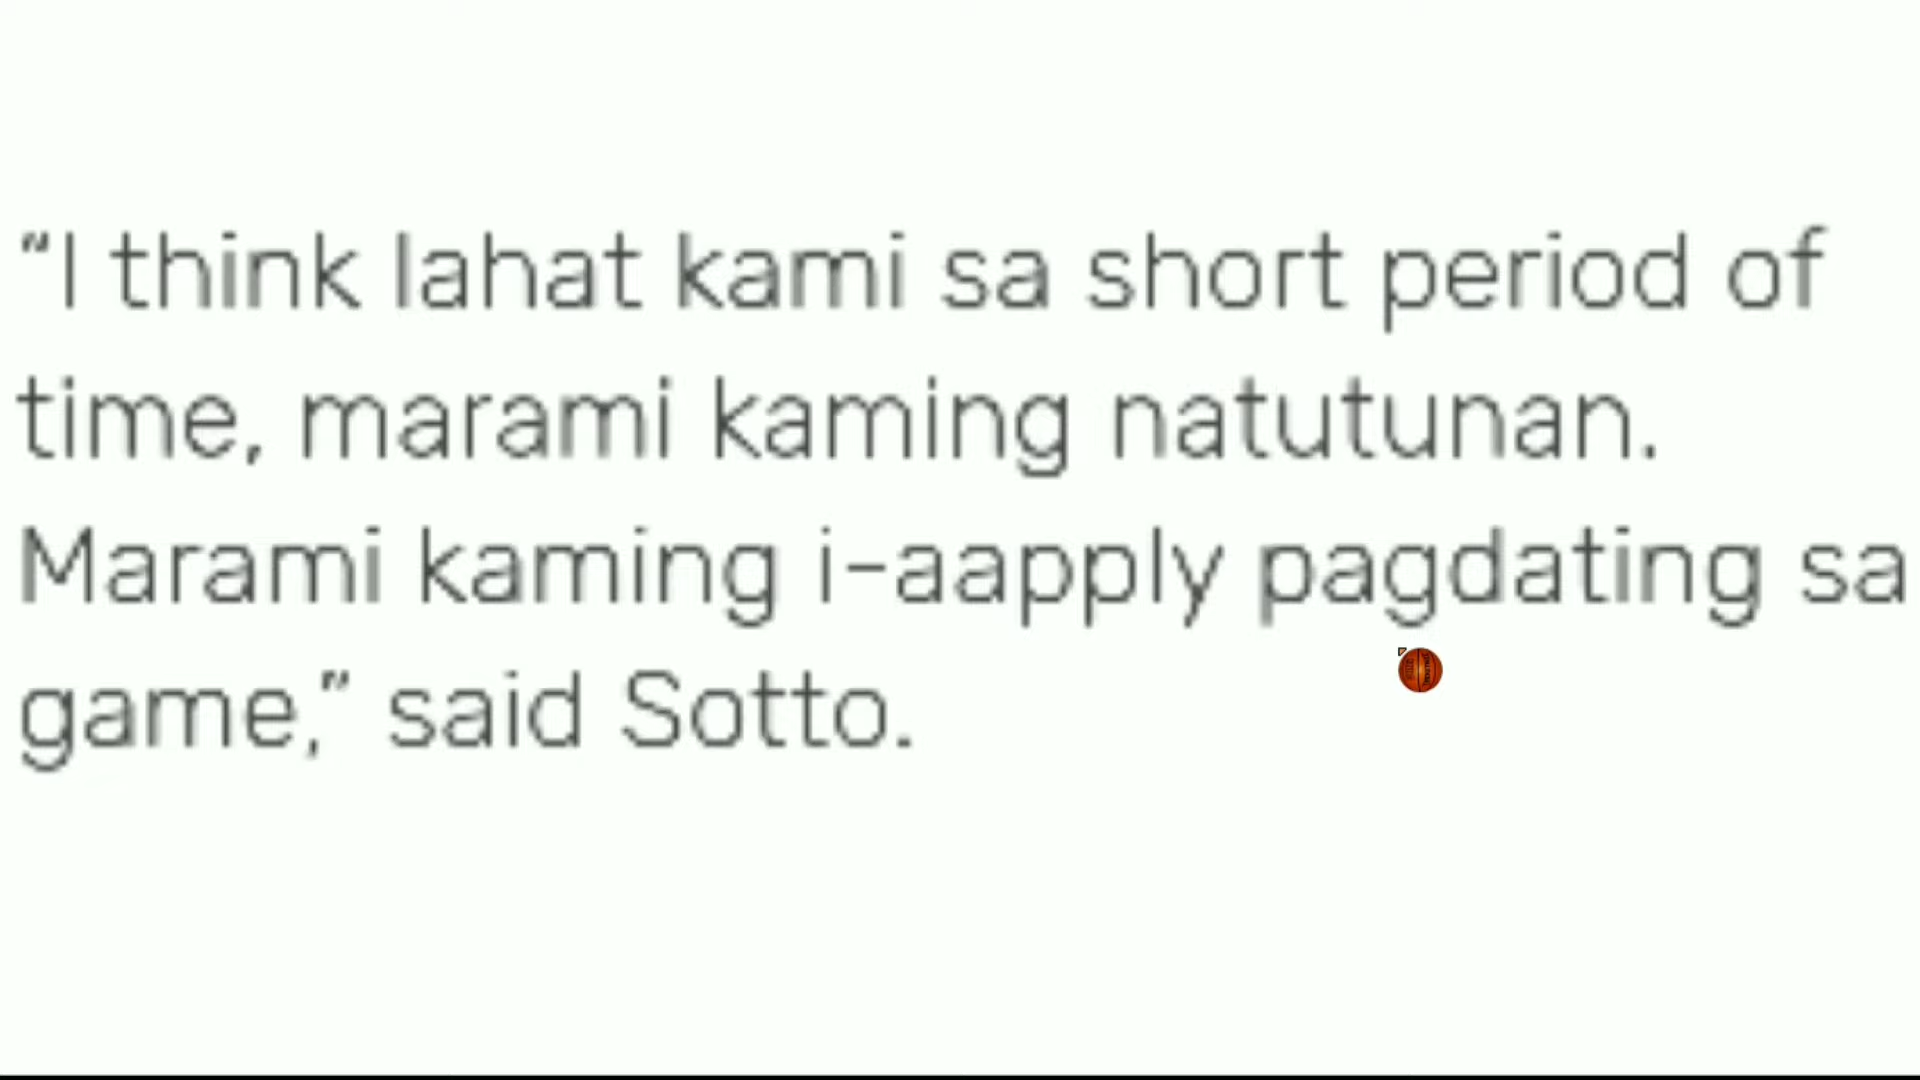 “I think lahat kami sa short period of
time, marami kaming natutunan.
Marami kaming i-aapply pagdating sa
game,” said Sotto.